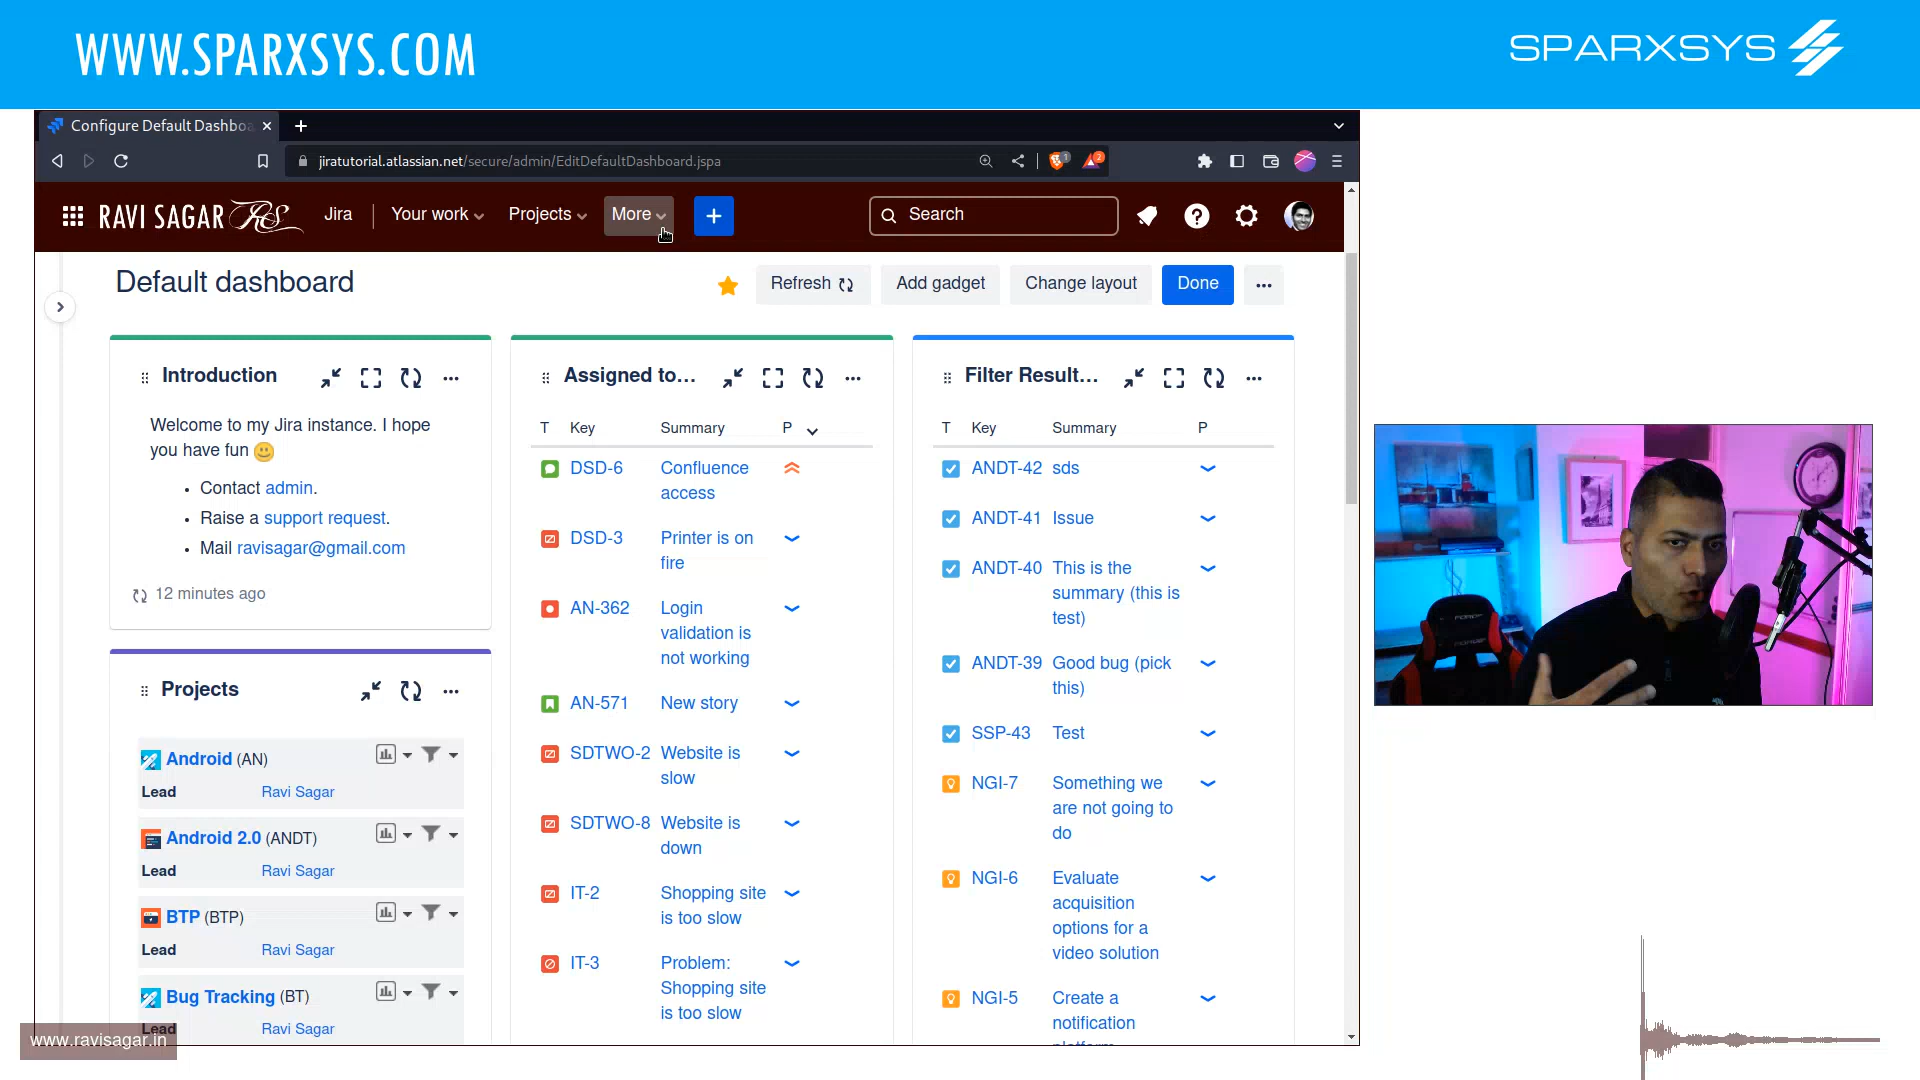 WWW.SPARXSYS.COM
SPARXSYS
Configure Default Dashboa
jiratutorial.atlassian.net/secure/admin/EditDefaultDashboard.jspa
1
2
RAVI SAGAR RS
Jira
Your work
Projects
More
Search
Default dashboard
Refresh
Add gadget
Change layout
Done
Introduction
Welcome to my Jira instance. I hope
you have fun
• Contact admin.
• Raise a support request.
• Mail ravisagar@gmail.com
12 minutes ago
Projects
Android (AN)
Lead Ravi Sagar
Android 2.0 (ANDT)
Lead Ravi Sagar
BTP (BTP)
Lead Ravi Sagar
Bug Tracking (BT)
Lead Ravi Sagar
Assigned to...
T Key Summary P
DSD-6 Confluence
access
DSD-3 Printer is on
fire
AN-362 Login
validation is
not working
AN-571 New story
SDTWO-2 Website is
slow
SDTWO-8 Website is
down
IT-2 Shopping site
is too slow
IT-3 Problem:
Shopping site
is too slow
Filter Result...
T Key Summary P
ANDT-42 sds
ANDT-41 Issue
ANDT-40 This is the
summary (this is
test)
ANDT-39 Good bug (pick
this)
SSP-43 Test
NGI-7 Something we
are not going to
do
NGI-6 Evaluate
acquisition
options for a
video solution
NGI-5 Create a
notification
www.ravisagar.in